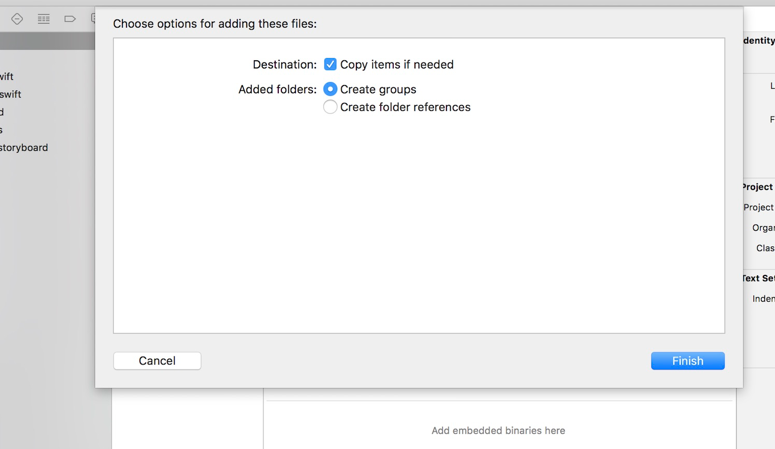 Choose options for adding these files:
Destination: Copy items if needed
Added folders: Create groups
Create folder references
Cancel
Finish
wift
swift
d
s
storyboard
dentity
L
F
Project
Project
Organ
Clas
Text Set
Inden
Add embedded binaries here